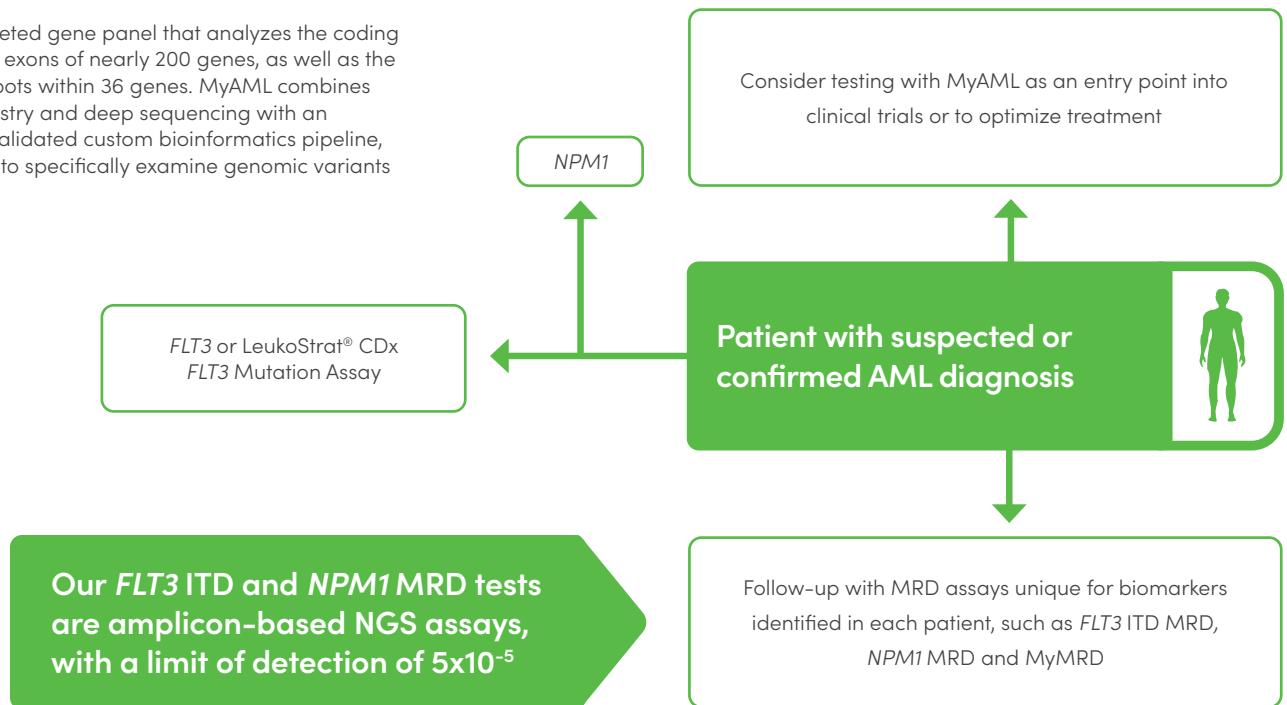 eted gene panel that analyzes the coding
exons of nearly 200 genes, as well as the
pots within 36 genes. MyAML combines
istry and deep sequencing with an
alidated custom bioinformatics pipeline,
to specifically examine genomic variants
Consider testing with MyAML as an entry point into
clinical trials or to optimize treatment
NPM1
FLT3 or LeukoStrat® CDx
FLT3 Mutation Assay
Patient with suspected or
confirmed AML diagnosis
Our FLT3 ITD and NPM1 MRD tests
are amplicon-based NGS assays,
with a limit of detection of 5x10⁻⁵
Follow-up with MRD assays unique for biomarkers
identified in each patient, such as FLT3 ITD MRD,
NPM1 MRD and MyMRD